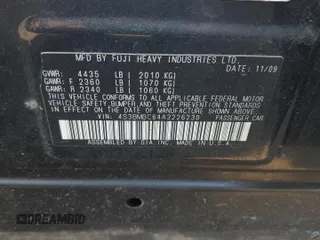 MFD BY FUJI HEAVY INDUSTRIES LTD.
DATE: 11/09
GVWR: 4435 LB ( 2010 KG)
GAWR: F 2360 LB ( 1070 KG)
GAWR: R 2340 LB ( 1060 KG)
THIS VEHICLE CONFORMS TO ALL APPLICABLE FEDERAL MOTOR
VEHICLE SAFETY, BUMPER AND THEFT PREVENTION STANDARDS
IN EFFECT ON THE DATE OF MANUFACTURE SHOWN ABOVE.
VIN: 4S3BMBC64A3226230 PASSENGER CAR
ASSEMBLED BY SIA INC. MADE IN U.S.A.
© DREAMBID